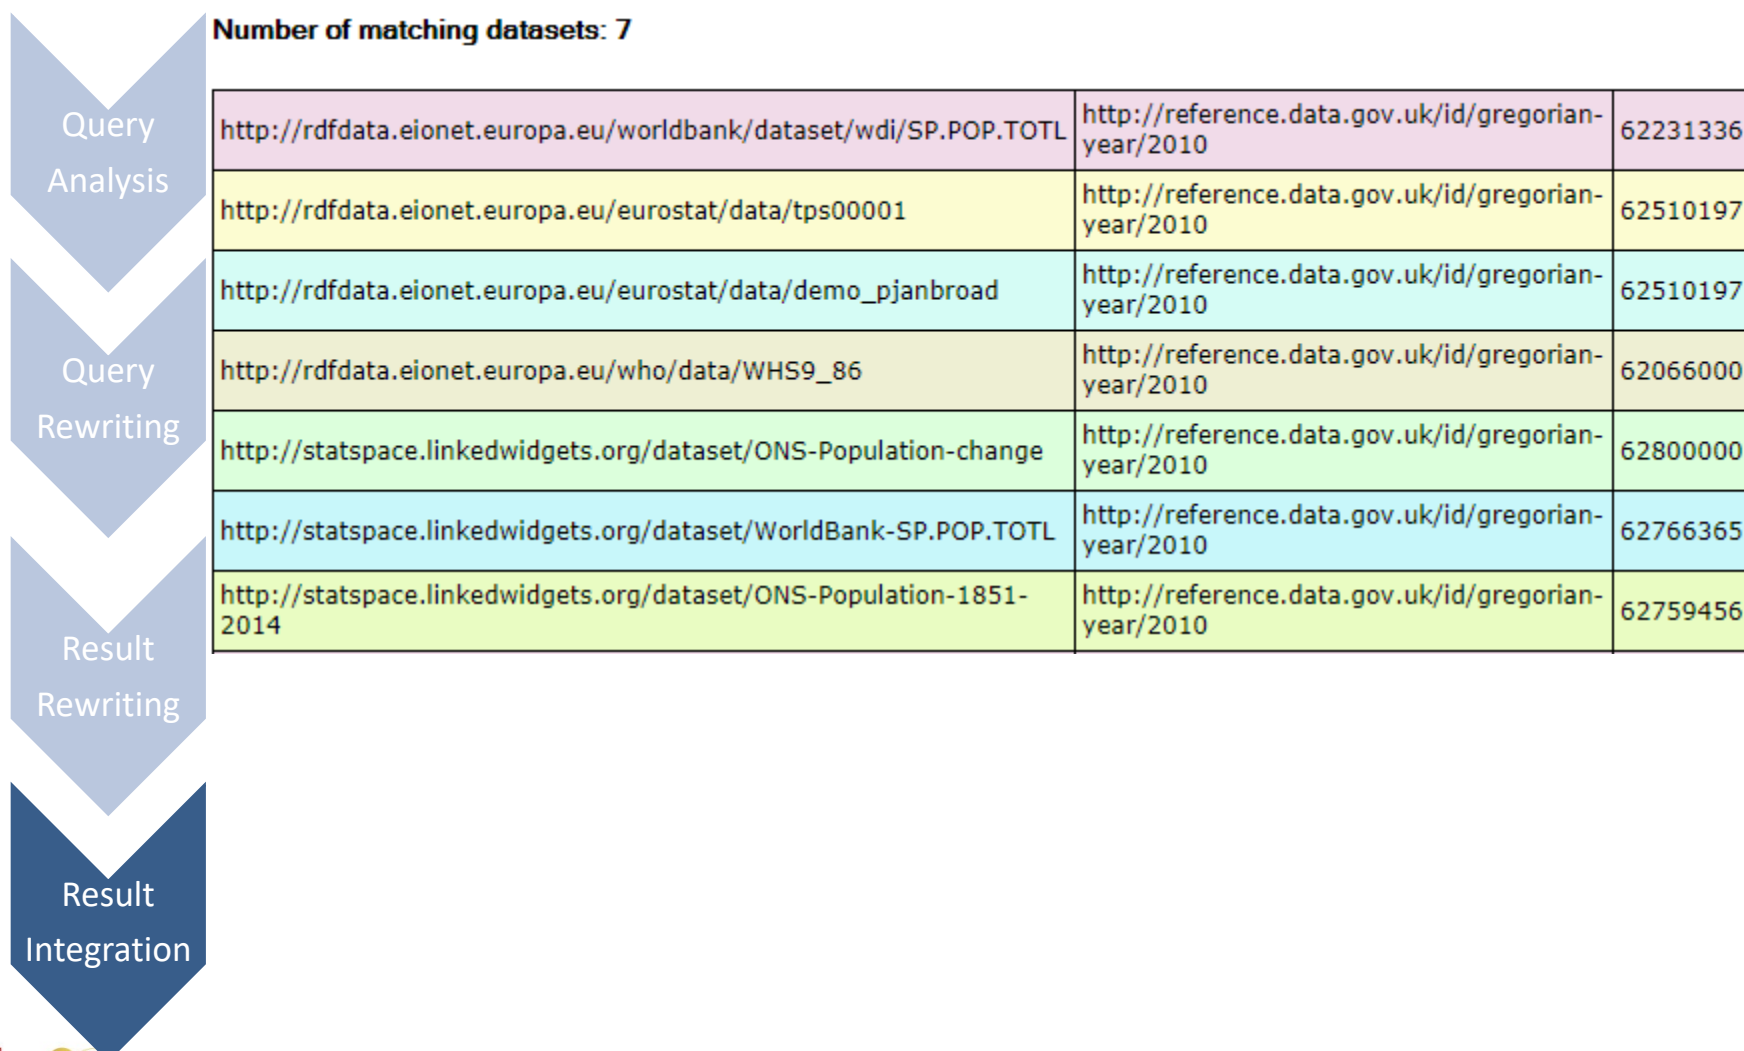 Number of matching datasets: 7
Query
Analysis
Query
Rewriting
Result
Rewriting
Result
Integration
http://rdfdata.eionet.europa.eu/worldbank/dataset/wdi/SP.POP.TOTL
http://reference.data.gov.uk/id/gregorian-
year/2010
62231336
http://rdfdata.eionet.europa.eu/eurostat/data/tps00001
http://reference.data.gov.uk/id/gregorian-
year/2010
62510197
http://rdfdata.eionet.europa.eu/eurostat/data/demo_pjanbroad
http://reference.data.gov.uk/id/gregorian-
year/2010
62510197
http://rdfdata.eionet.europa.eu/who/data/WHS9_86
http://reference.data.gov.uk/id/gregorian-
year/2010
62066000
http://statspace.linkedwidgets.org/dataset/ONS-Population-change
http://reference.data.gov.uk/id/gregorian-
year/2010
62800000
http://statspace.linkedwidgets.org/dataset/WorldBank-SP.POP.TOTL
http://reference.data.gov.uk/id/gregorian-
year/2010
62766365
http://statspace.linkedwidgets.org/dataset/ONS-Population-1851-
2014
http://reference.data.gov.uk/id/gregorian-
year/2010
62759456